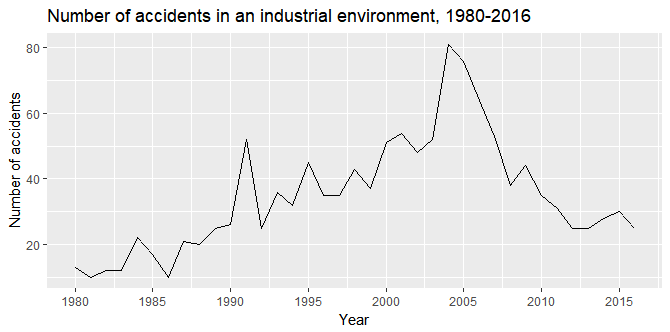 Number of accidents in an industrial environment, 1980-2016
80
60
40
20
Number of accidents
1980 1985 1990 1995 2000 2005 2010 2015
Year